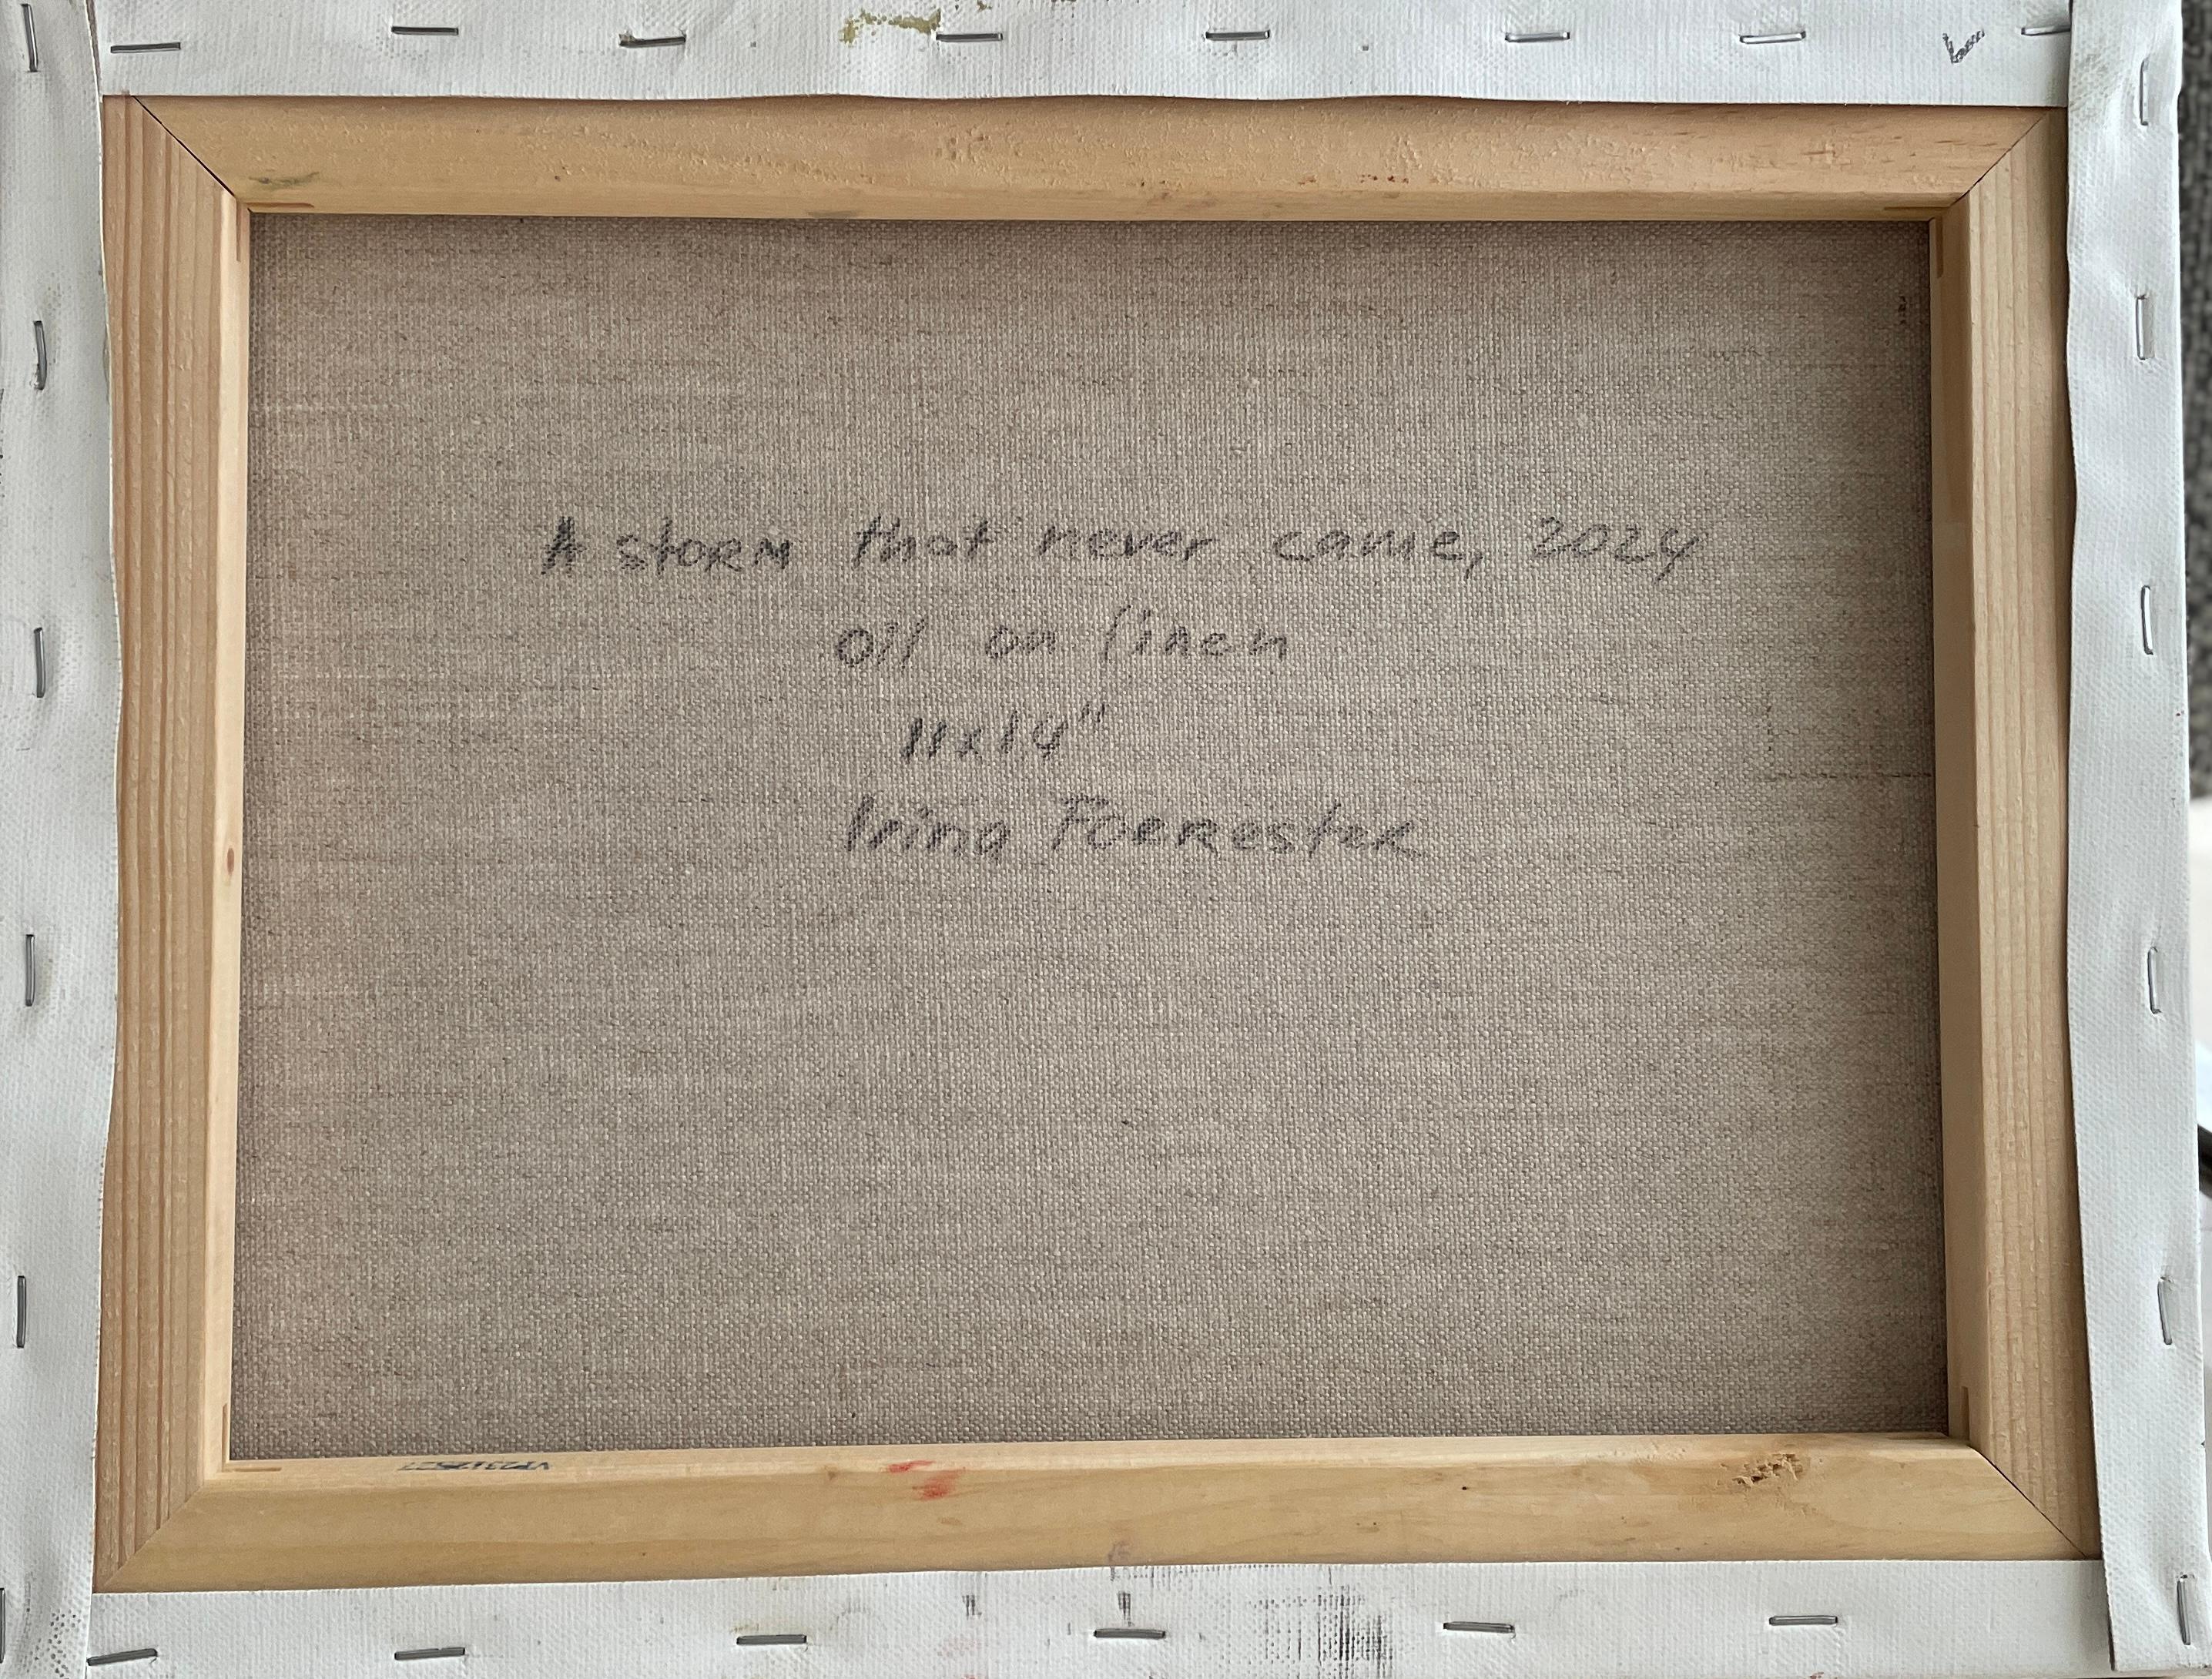 A storm that never came, 2024
oil on linen
11x14"
Irina Foerester